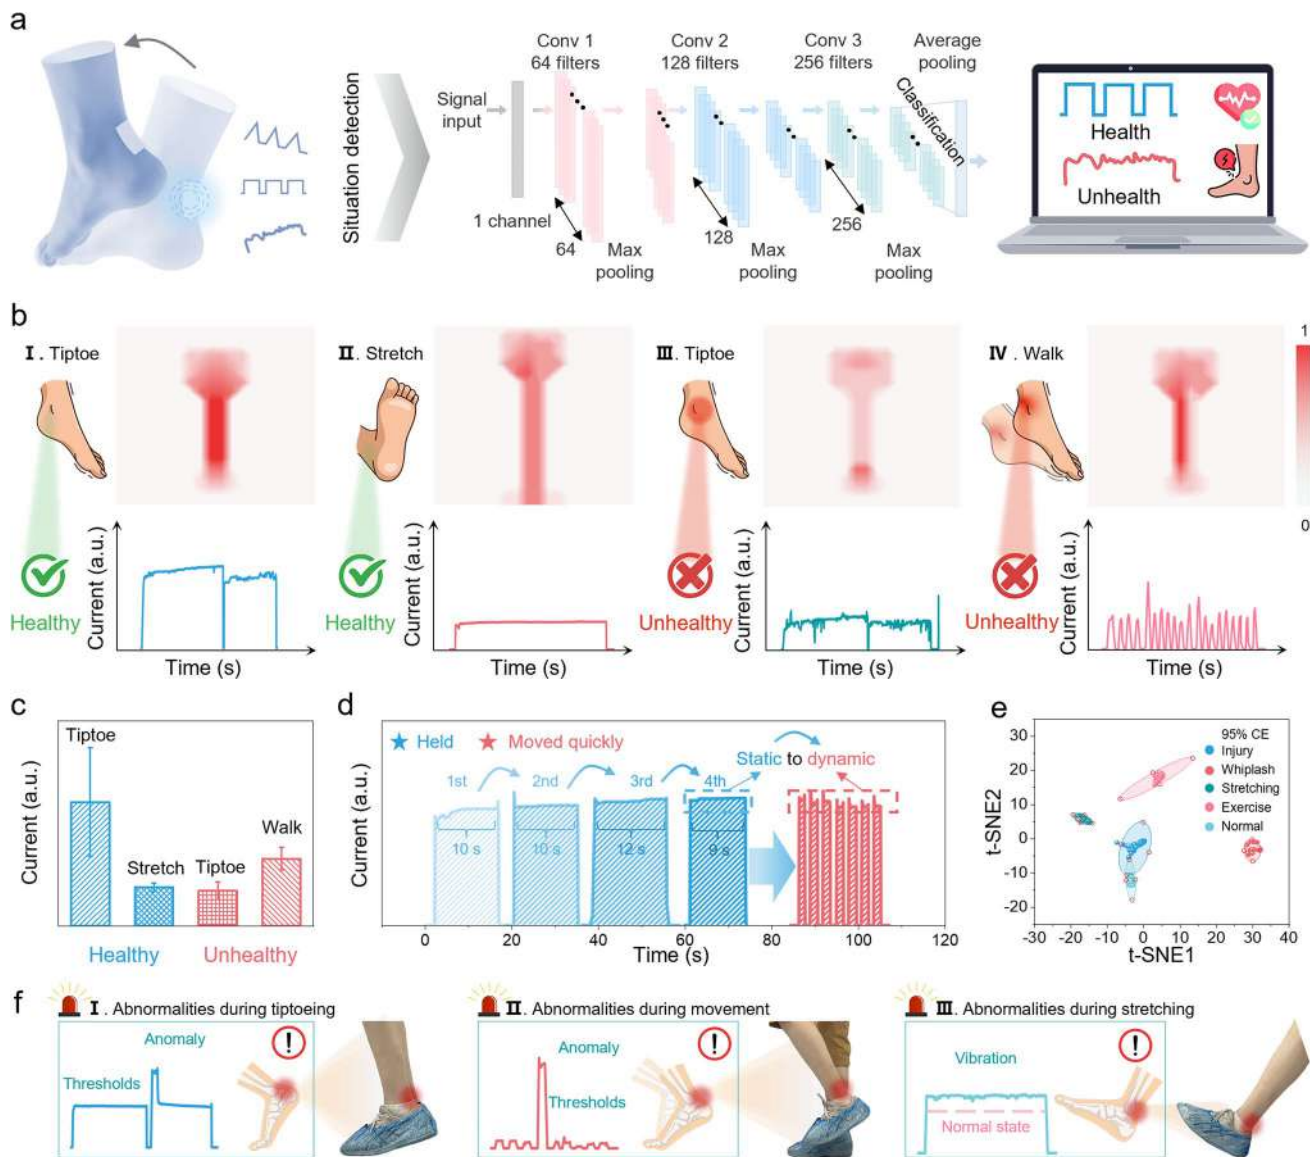 a
Situation detection
Signal
input
1 channel
Conv 1
64 filters
64
Max
pooling
Conv 2
128 filters
128
Max
pooling
Conv 3
256 filters
256
Max
pooling
Average
pooling
Classification
Health
Unhealth
b
I . Tiptoe
II . Stretch
III. Tiptoe
IV . Walk
1
0
Healthy
Current (a.u.)
Time (s)
Healthy
Current (a.u.)
Time (s)
Unhealthy
Current (a.u.)
Time (s)
Unhealthy
Current (a.u.)
Time (s)
c
Current (a.u.)
Tiptoe
Stretch
Tiptoe
Walk
Healthy
Unhealthy
d
Current (a.u.)
Held
Moved quickly
Static to dynamic
1st
2nd
3rd
4th
10 s
10 s
12 s
9 s
0 20 40 60 80 100 120
Time (s)
e
t-SNE2
30
20
10
0
-10
-20
95% CE
Injury
Whiplash
Stretching
Exercise
Normal
-30 -20 -10 0 10 20 30 40
t-SNE1
f
I . Abnormalities during tiptoeing
Anomaly
Thresholds
!
II . Abnormalities during movement
Anomaly
Thresholds
!
III. Abnormalities during stretching
Vibration
Normal state
!